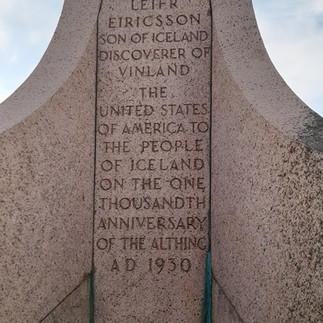 LEIFR
EIRICSSON
SON OF ICELAND
DISCOVERER OF
VINLAND
THE
UNITED STATES
OF AMERICA TO
THE PEOPLE
OF ICELAND
ON THE ONE
THOUSANDTH
ANNIVERSARY
OF THE ALTHING
AD 1930